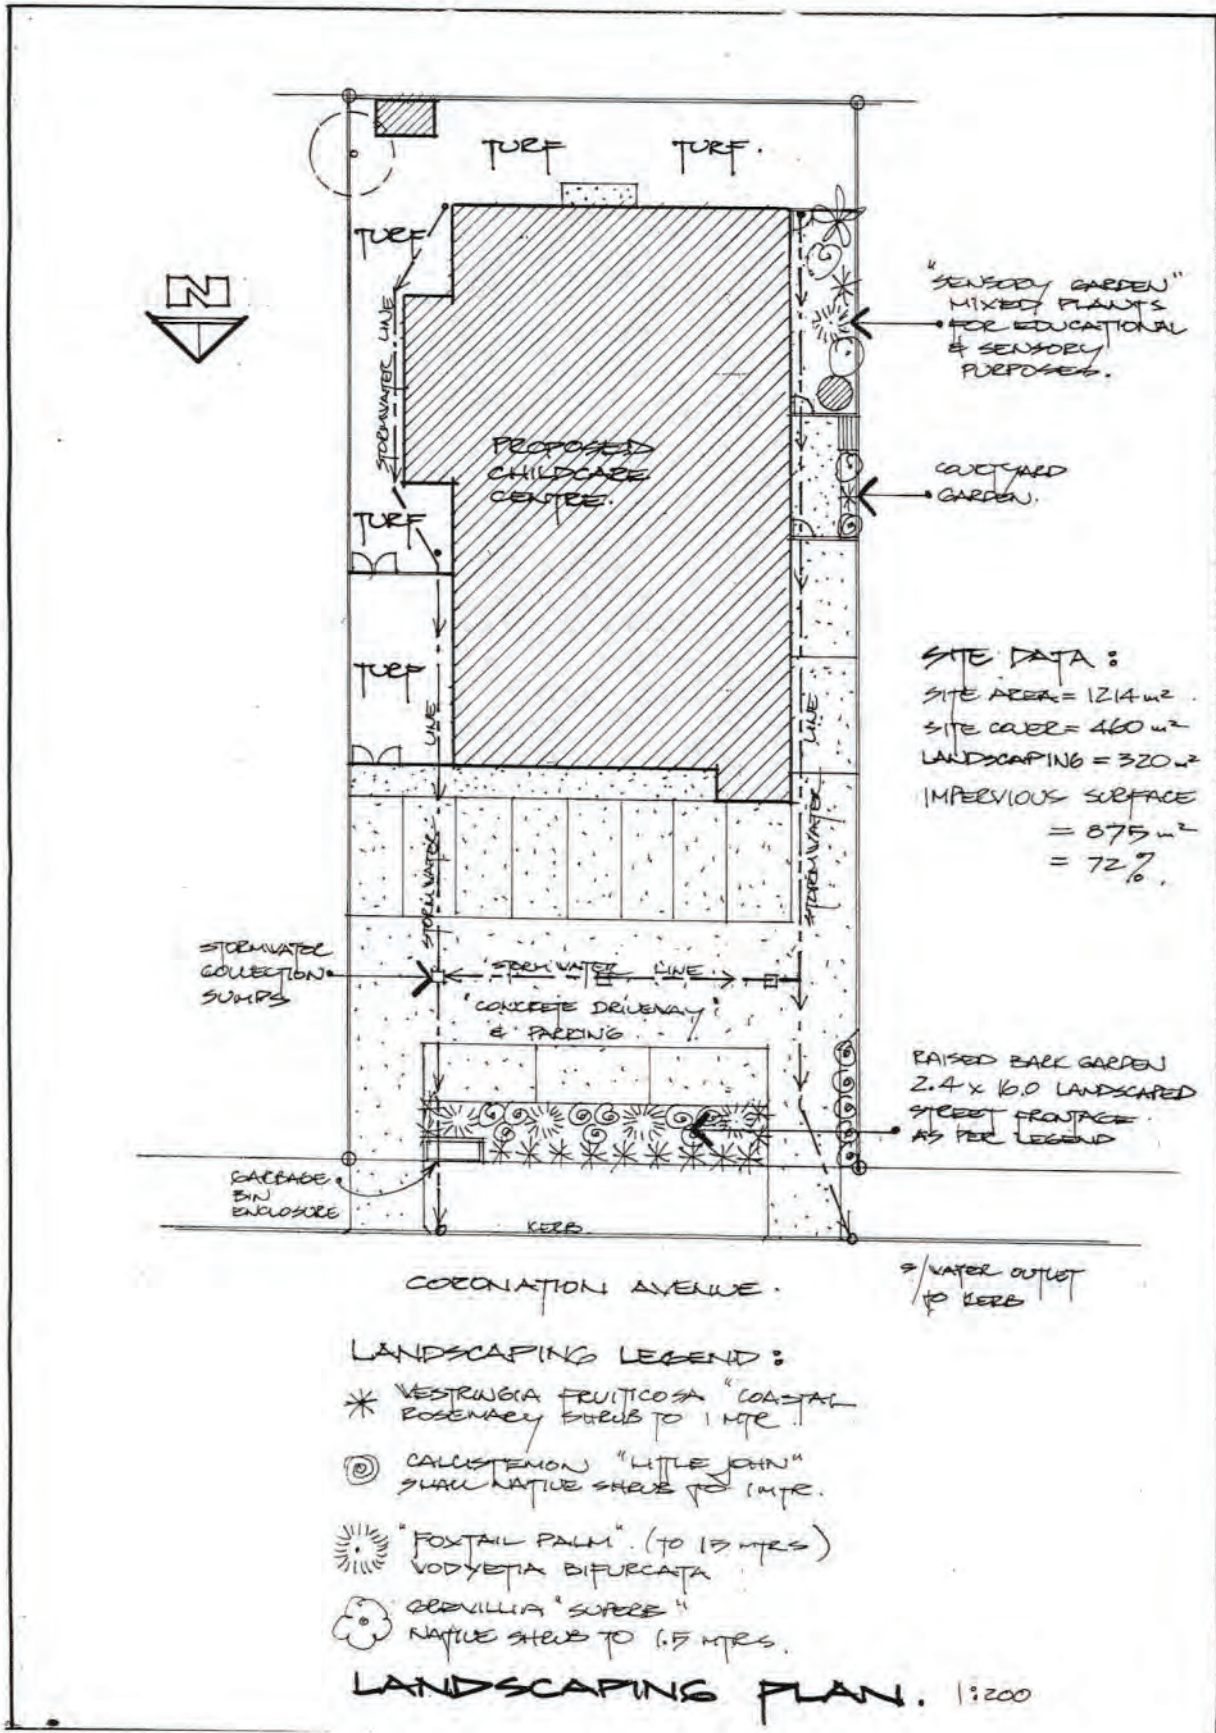 TURF
TURF.
TURF
N
STORMWATER LINE
"SENSORY GARDEN"
MIXED PLANTS
FOR EDUCATIONAL
& SENSORY
PURPOSES.
PROPOSED
CHILDCARE
CENTRE.
COURTYARD
GARDEN.
TURF
TURF
SITE DATA :
SITE AREA = 1214 m²
SITE COVER = 460 m²
LANDSCAPING = 320 m²
IMPERVIOUS SURFACE
= 875 m²
= 72%.
STORMWATER LINE
STORMWATER LINE
STORMWATER
COLLECTION
SUMPS
STORMWATER LINE.
CONCRETE DRIVEWAY
& PARKING
RAISED BARK GARDEN
2.4 x 16.0 LANDSCAPED
STREET FRONTAGE
AS PER LEGEND
GARBAGE
BIN
ENCLOSURE
KERB
CORONATION AVENUE.
S/WATER OUTLET
TO KERB
LANDSCAPING LEGEND :
VESTRINGIA FRUITICOSA "COASTAL
ROSEMARY SHRUB TO 1 MTR.
CALLISTEMON "LITTLE JOHN"
SMALL NATIVE SHRUB TO 1MTR.
"FOXTAIL PALM". (TO 15 MTRS)
WODYETIA BIFURCATA
GREVILLIA "SUPERB"
NATIVE SHRUB TO 1.5 MTRS.
LANDSCAPING PLAN. 1:200